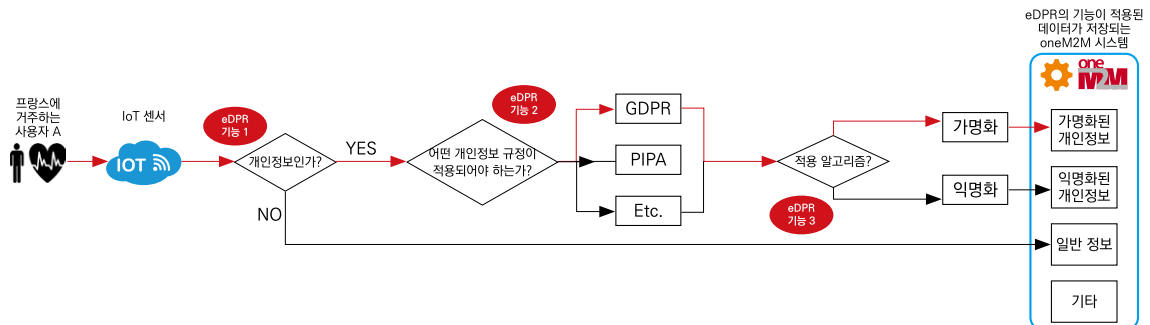 eDPR의 기능이 적용된
데이터가 저장되는
oneM2M 시스템
one
M2M
프랑스에
거주하는
사용자 A
IoT 센서
IOT
eDPR
기능 1
개인정보인가?
YES
NO
eDPR
기능 2
어떤 개인정보 규정이
적용되어야 하는가?
GDPR
PIPA
Etc.
적용 알고리즘?
eDPR
기능 3
가명화
익명화
가명화된
개인정보
익명화된
개인정보
일반 정보
기타